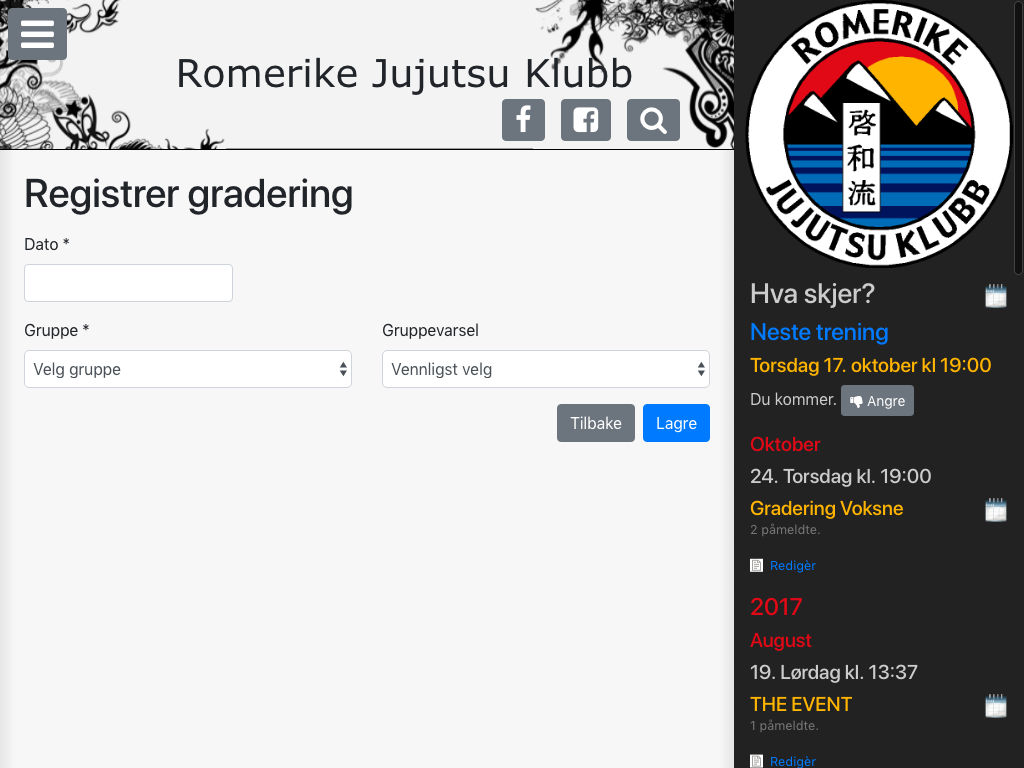 Romerike Jujutsu Klubb
Registrer gradering
Dato *
Gruppe *
Gruppevarsel
Velg gruppe
Vennligst velg
Tilbake
Lagre
ROMERIKE
啓和流
JUJUTSU KLUBB
Hva skjer?
Neste trening
Torsdag 17. oktober kl 19:00
Du kommer. Angre
Oktober
24. Torsdag kl. 19:00
Gradering Voksne
2 påmeldte.
Redigèr
2017
August
19. Lørdag kl. 13:37
THE EVENT
1 påmeldte.
Redigèr